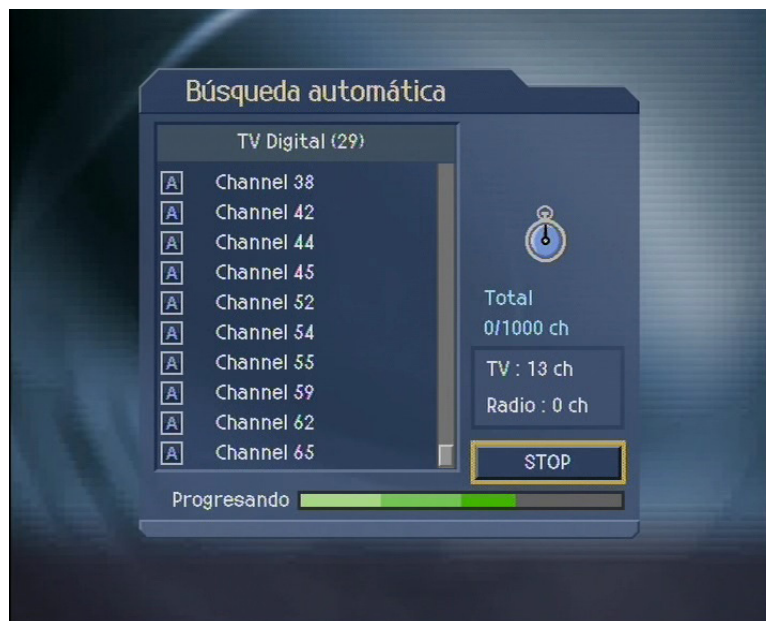 Búsqueda automática
TV Digital (29)
A Channel 38
A Channel 42
A Channel 44
A Channel 45
A Channel 52
A Channel 54
A Channel 55
A Channel 59
A Channel 62
A Channel 65
Total
0/1000 ch
TV : 13 ch
Radio : 0 ch
STOP
Progresando